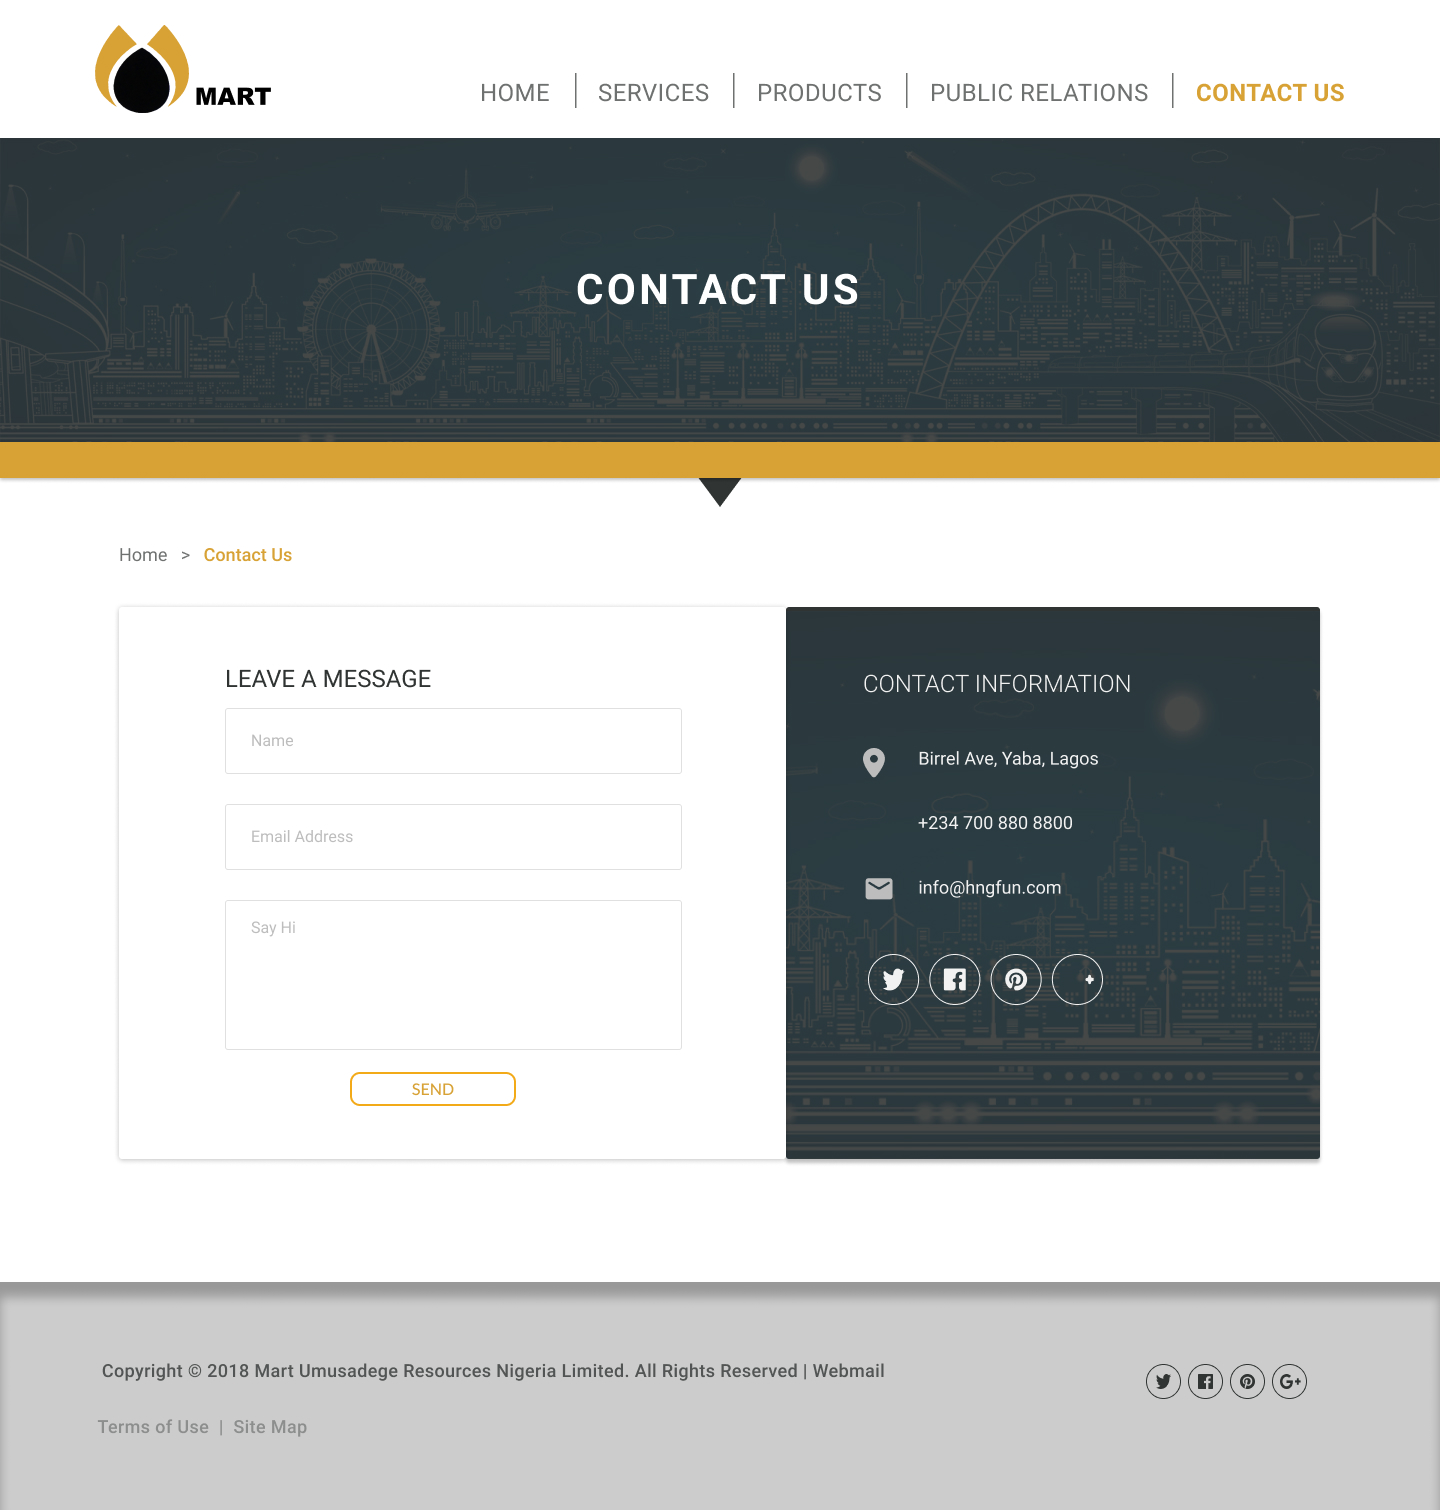 MART
HOME
SERVICES
PRODUCTS
PUBLIC RELATIONS
CONTACT US
CONTACT US
Home > Contact Us
LEAVE A MESSAGE
Name
Email Address
Say Hi
SEND
CONTACT INFORMATION
Birrel Ave, Yaba, Lagos
+234 700 880 8800
info@hngfun.com
Copyright © 2018 Mart Umusadege Resources Nigeria Limited. All Rights Reserved | Webmail
Terms of Use | Site Map